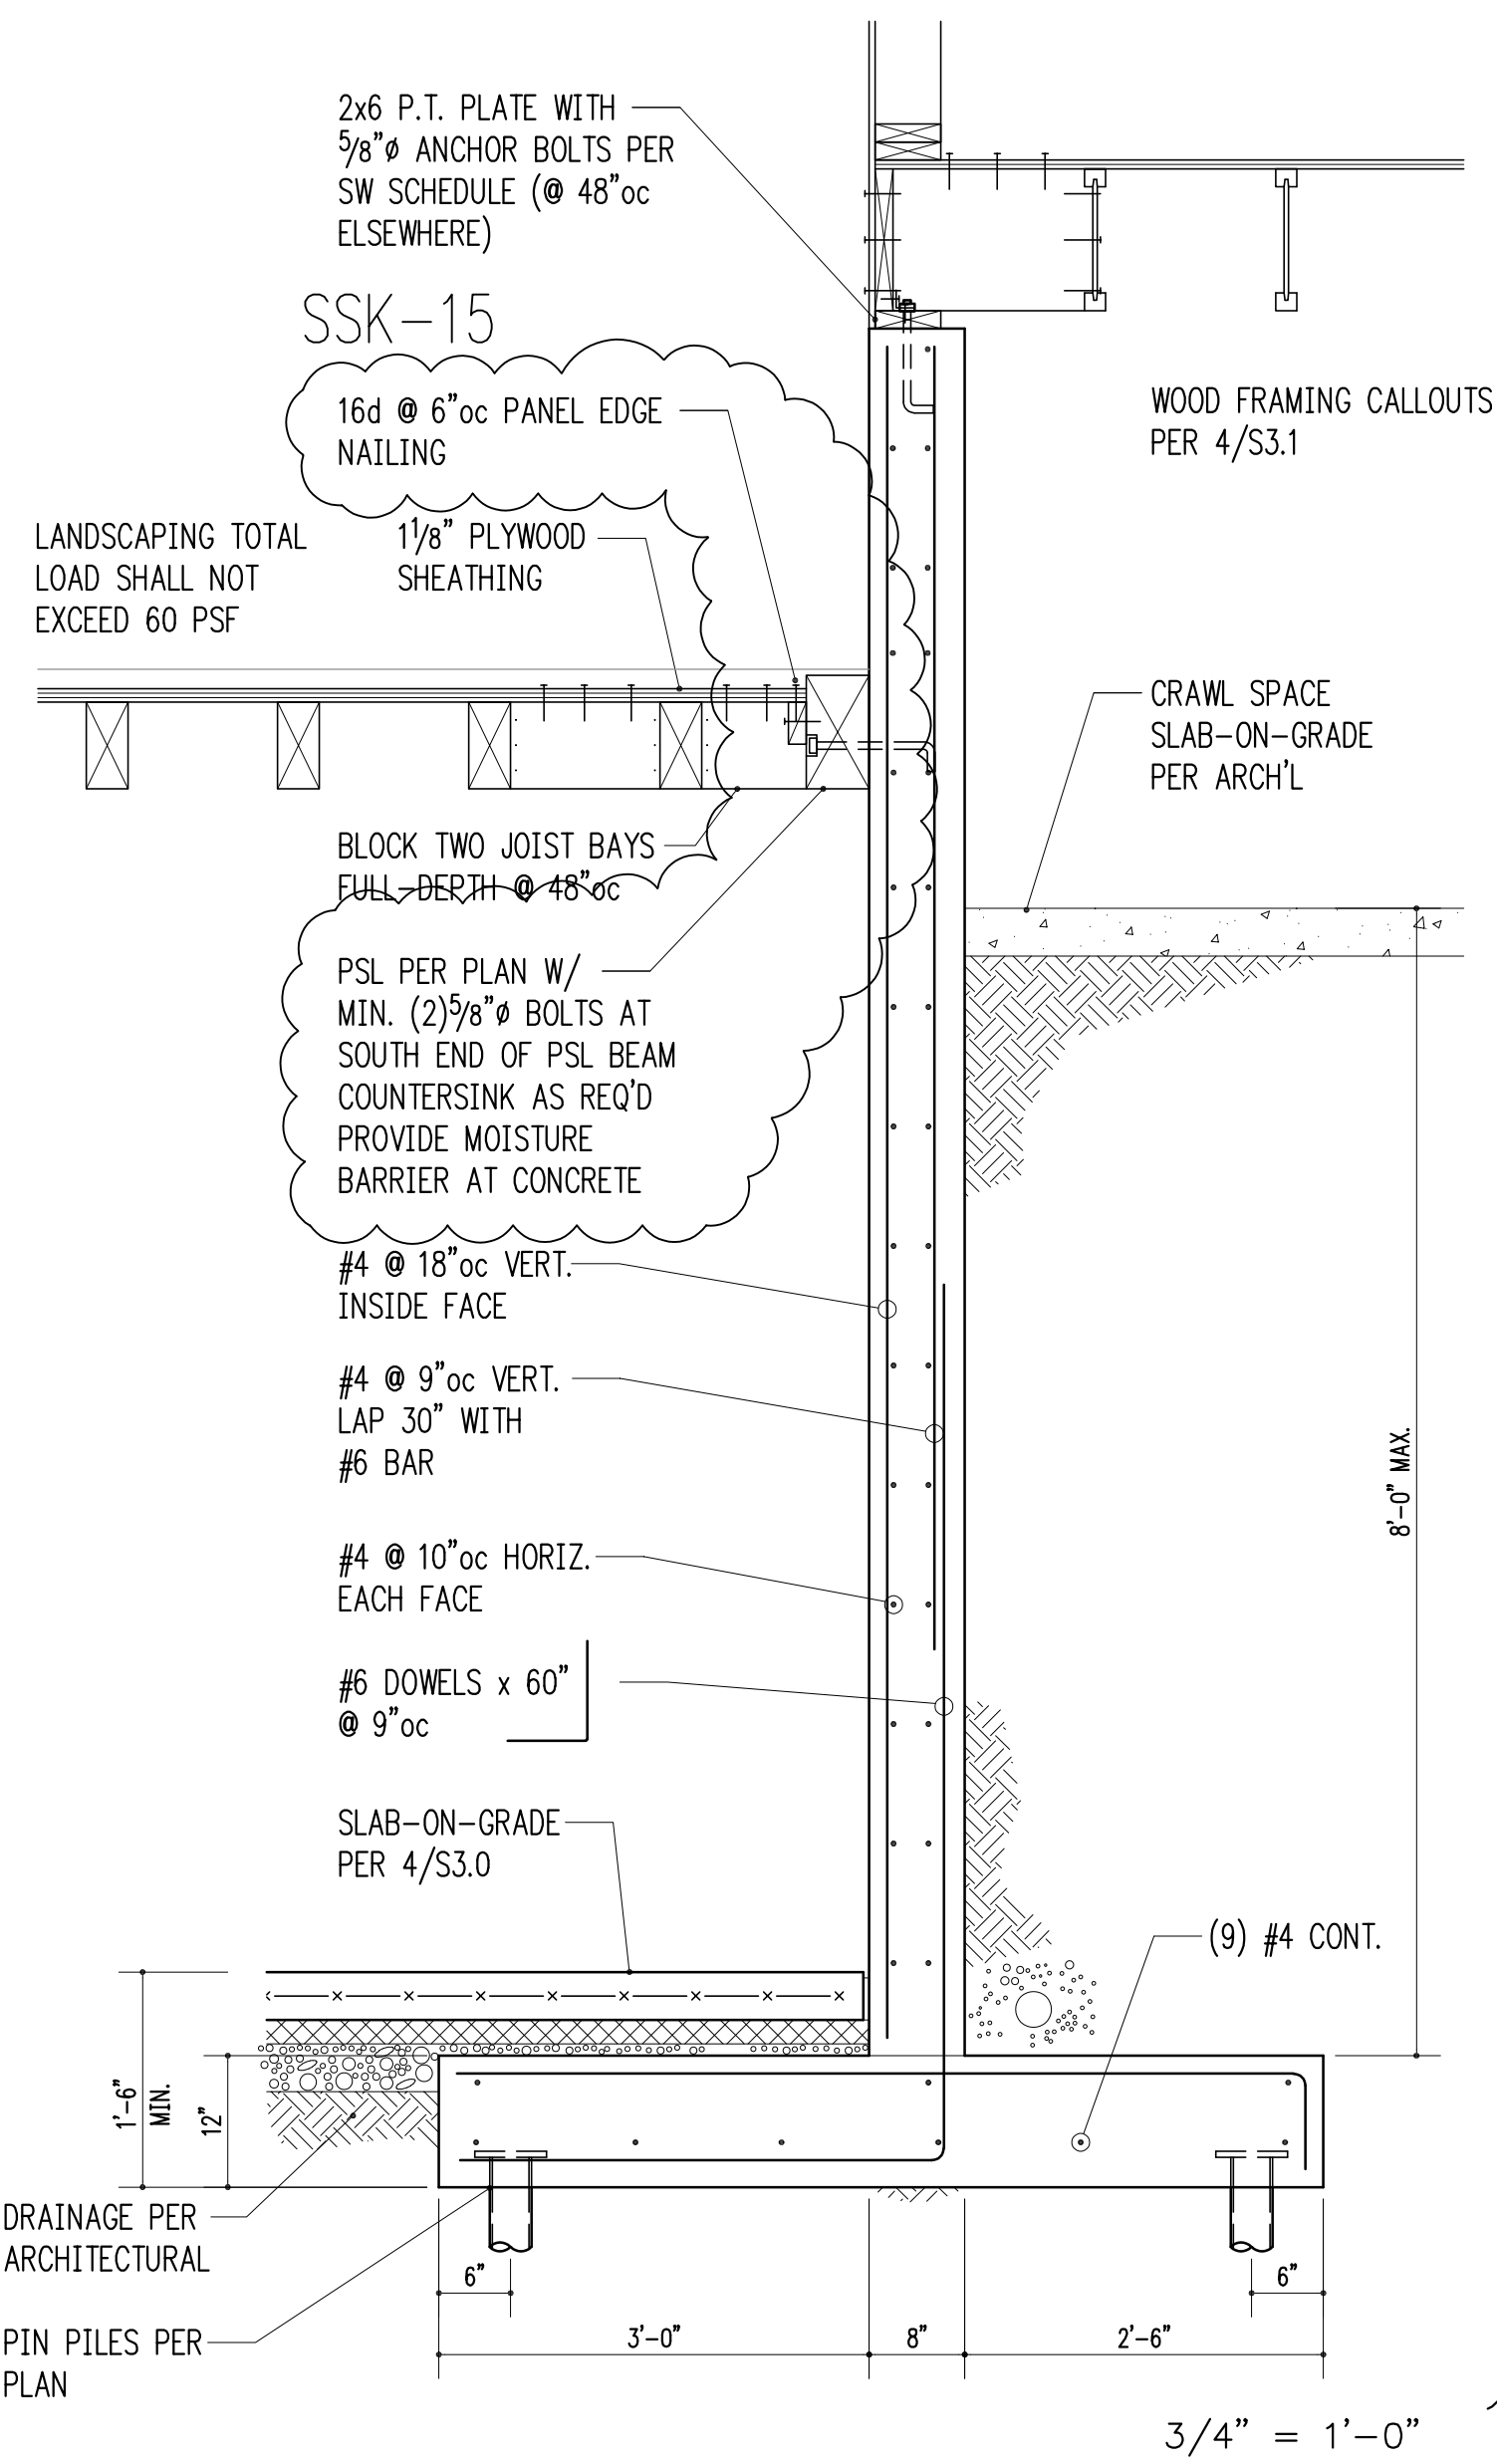 2x6 P.T. PLATE WITH
5/8"ø ANCHOR BOLTS PER
SW SCHEDULE (@ 48"oc
ELSEWHERE)
SSK-15
16d @ 6"oc PANEL EDGE
NAILING
WOOD FRAMING CALLOUTS
PER 4/S3.1
LANDSCAPING TOTAL
LOAD SHALL NOT
EXCEED 60 PSF
1 1/8" PLYWOOD
SHEATHING
CRAWL SPACE
SLAB-ON-GRADE
PER ARCH'L
BLOCK TWO JOIST BAYS
FULL-DEPTH @ 48"oc
PSL PER PLAN W/
MIN. (2)5/8"ø BOLTS AT
SOUTH END OF PSL BEAM
COUNTERSINK AS REQ'D
PROVIDE MOISTURE
BARRIER AT CONCRETE
#4 @ 18"oc VERT.
INSIDE FACE
#4 @ 9"oc VERT.
LAP 30" WITH
#6 BAR
8'-0" MAX.
#4 @ 10"oc HORIZ.
EACH FACE
#6 DOWELS x 60"
@ 9"oc
SLAB-ON-GRADE
PER 4/S3.0
(9) #4 CONT.
1'-6"
MIN.
12"
DRAINAGE PER
ARCHITECTURAL
PIN PILES PER
PLAN
6"
6"
3'-0"
8"
2'-6"
3/4" = 1'-0"